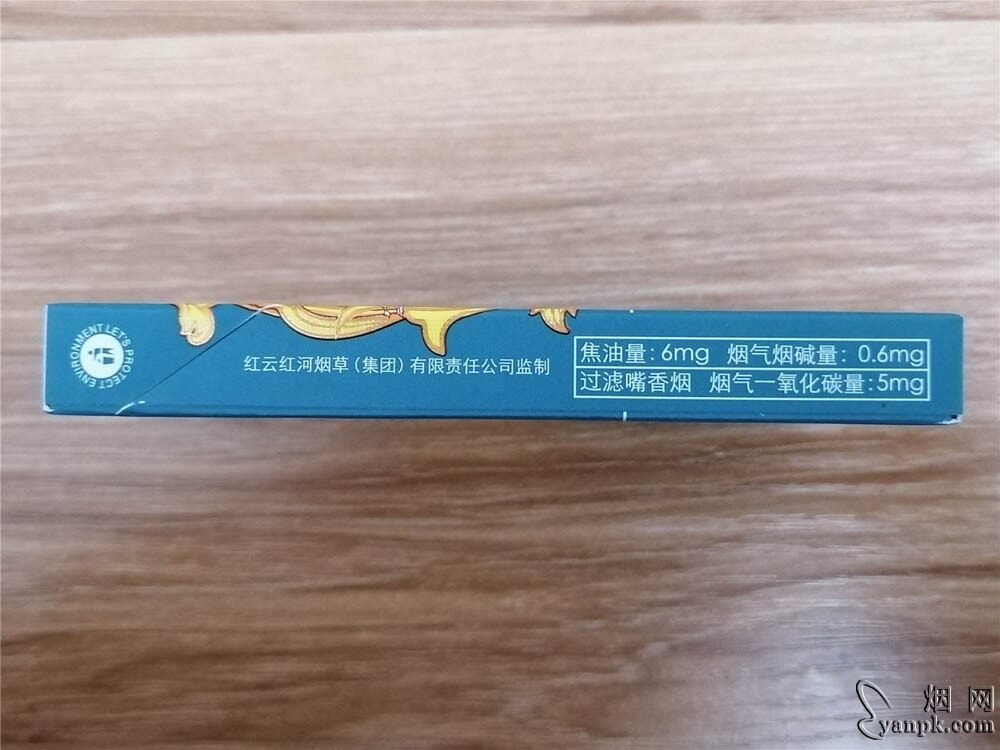 LET'S PROTECT ENVIRONMENT
红云红河烟草(集团)有限责任公司监制
焦油量:6mg 烟气烟碱量:0.6mg
过滤嘴香烟 烟气一氧化碳量:5mg
烟网
yanpk.com